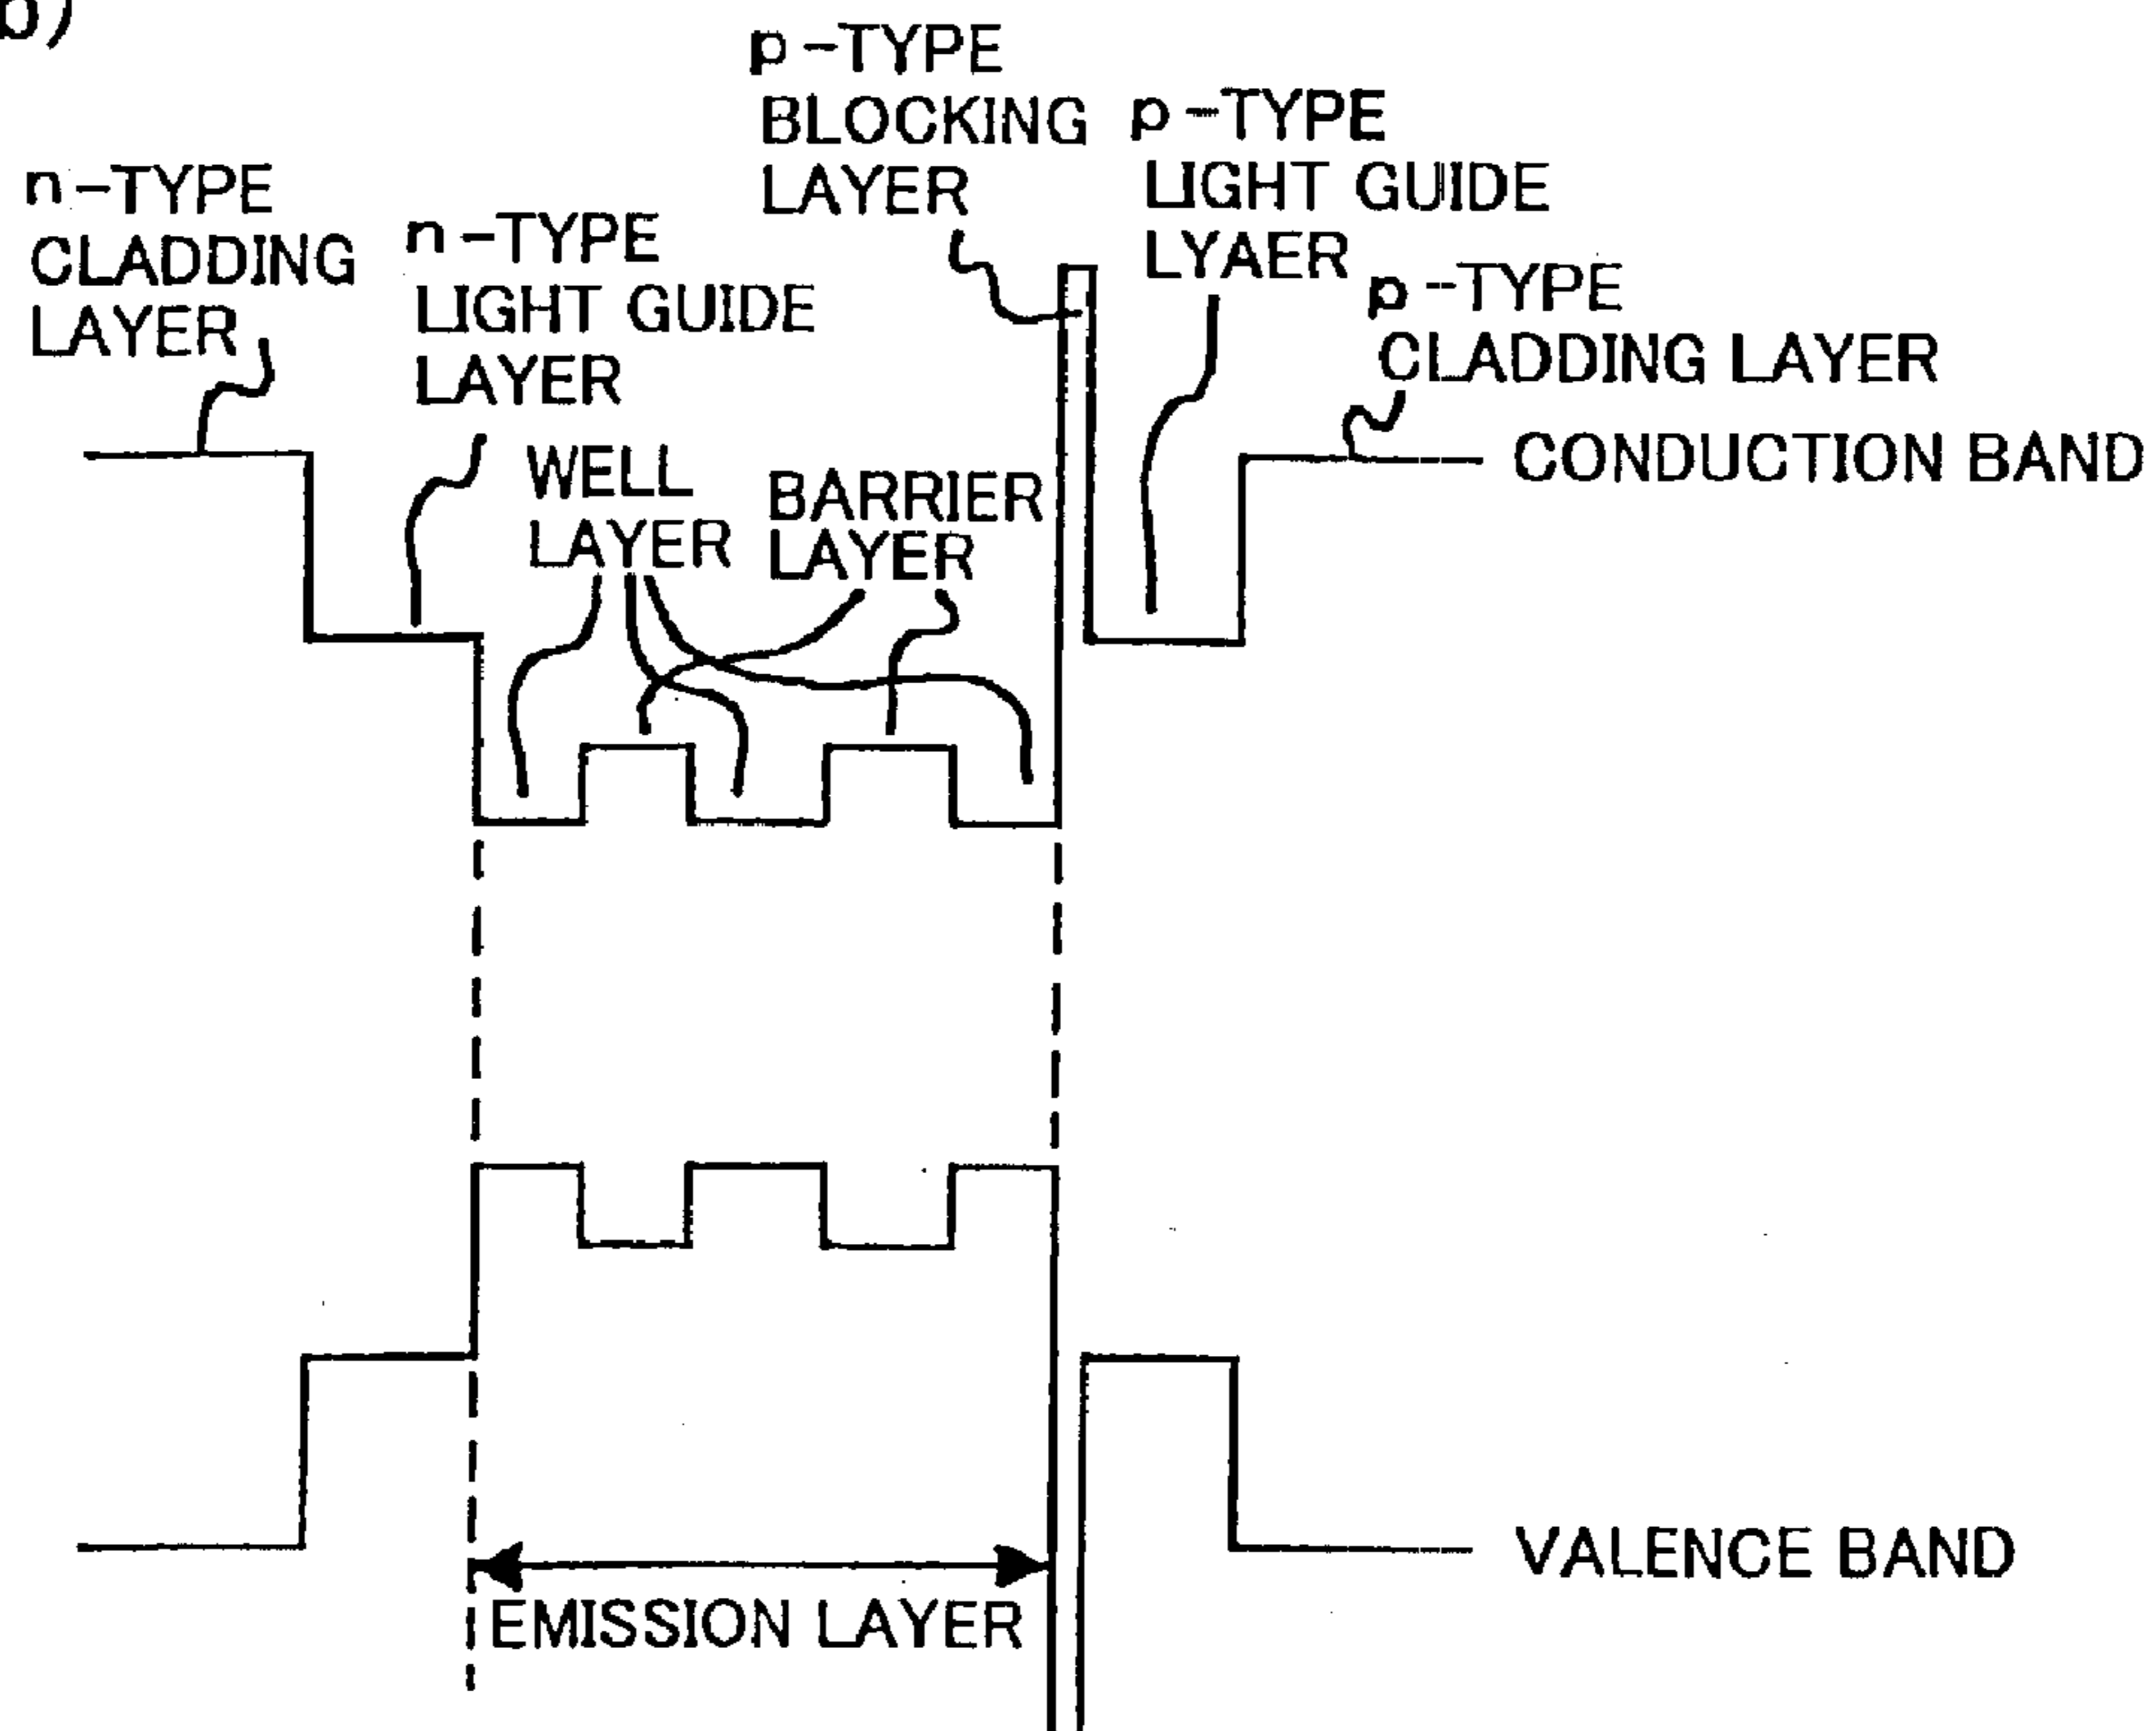 b)
p-TYPE
BLOCKING
LAYER
p-TYPE
LIGHT GUIDE
LYAER
n-TYPE
CLADDING
LAYER
n-TYPE
LIGHT GUIDE
LAYER
p-TYPE
CLADDING LAYER
WELL
LAYER
BARRIER
LAYER
CONDUCTION BAND
VALENCE BAND
EMISSION LAYER